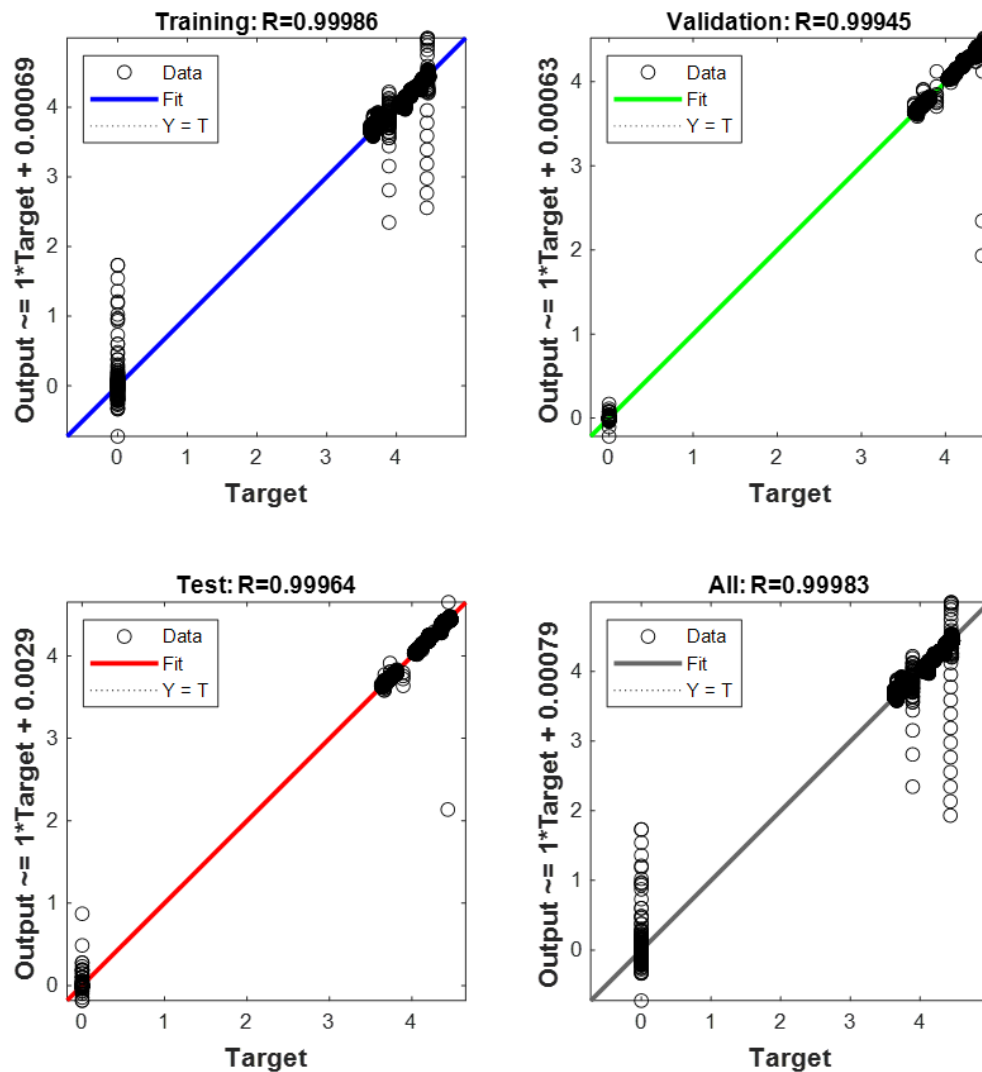 Training: R=0.99986
Output ~= 1*Target + 0.00069
Data
Fit
Y = T
4
3
2
1
0
0
1
2
3
4
Target
Validation: R=0.99945
Output ~= 1*Target + 0.00063
Data
Fit
Y = T
4
3
2
1
0
0
1
2
3
4
Target
Test: R=0.99964
Output ~= 1*Target + 0.0029
Data
Fit
Y = T
4
3
2
1
0
0
1
2
3
4
Target
All: R=0.99983
Output ~= 1*Target + 0.00079
Data
Fit
Y = T
4
3
2
1
0
0
1
2
3
4
Target